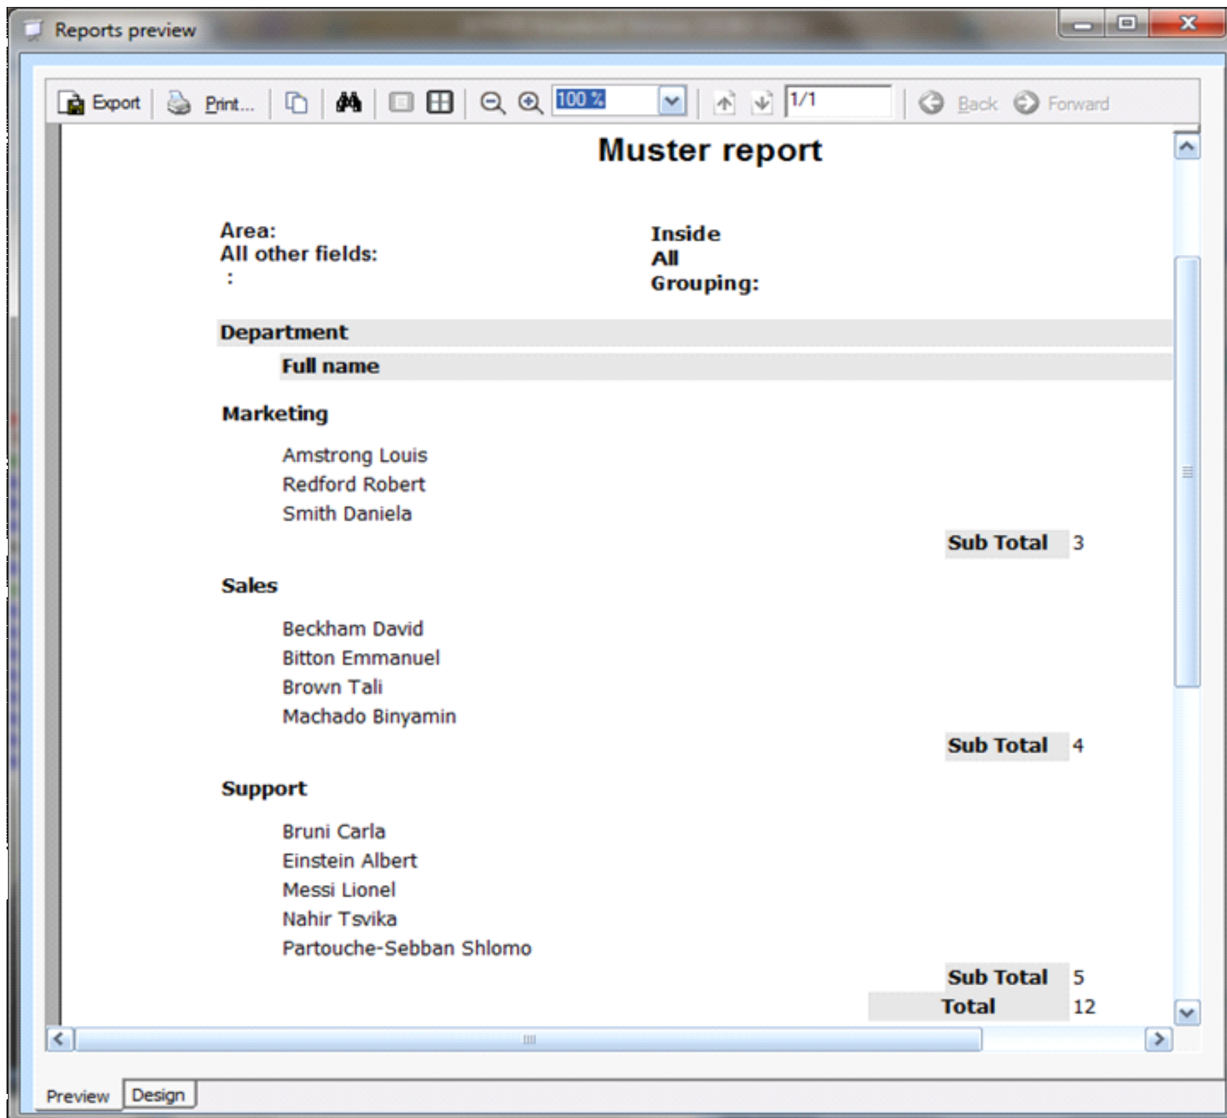 Reports preview
Export Print... 100 % 1/1 Back Forward
Muster report
Area: Inside
All other fields: All
: Grouping:
Department
Full name
Marketing
Amstrong Louis
Redford Robert
Smith Daniela
Sub Total 3
Sales
Beckham David
Bitton Emmanuel
Brown Tali
Machado Binyamin
Sub Total 4
Support
Bruni Carla
Einstein Albert
Messi Lionel
Nahir Tsvika
Partouche-Sebban Shlomo
Sub Total 5
Total 12
Preview Design